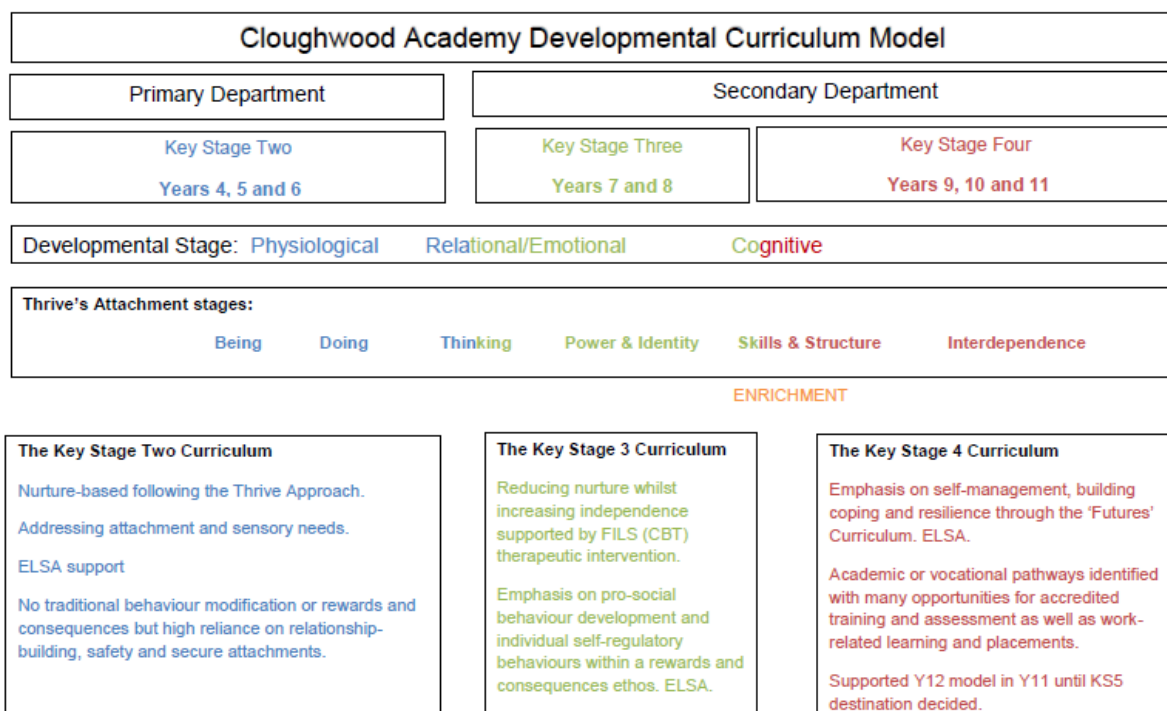 Cloughwood Academy Developmental Curriculum Model
Primary Department
Secondary Department
Key Stage Two
Years 4, 5 and 6
Key Stage Three
Years 7 and 8
Key Stage Four
Years 9, 10 and 11
Developmental Stage: Physiological Relational/Emotional Cognitive
Thrive's Attachment stages:
Being Doing Thinking Power & Identity Skills & Structure Interdependence
ENRICHMENT
The Key Stage Two Curriculum
Nurture-based following the Thrive Approach.
Addressing attachment and sensory needs.
ELSA support
No traditional behaviour modification or rewards and
consequences but high reliance on relationship-
building, safety and secure attachments.
The Key Stage 3 Curriculum
Reducing nurture whilst
increasing independence
supported by FILS (CBT)
therapeutic intervention.
Emphasis on pro-social
behaviour development and
individual self-regulatory
behaviours within a rewards and
consequences ethos. ELSA.
The Key Stage 4 Curriculum
Emphasis on self-management, building
coping and resilience through the 'Futures'
Curriculum. ELSA.
Academic or vocational pathways identified
with many opportunities for accredited
training and assessment as well as work-
related learning and placements.
Supported Y12 model in Y11 until KS5
destination decided.